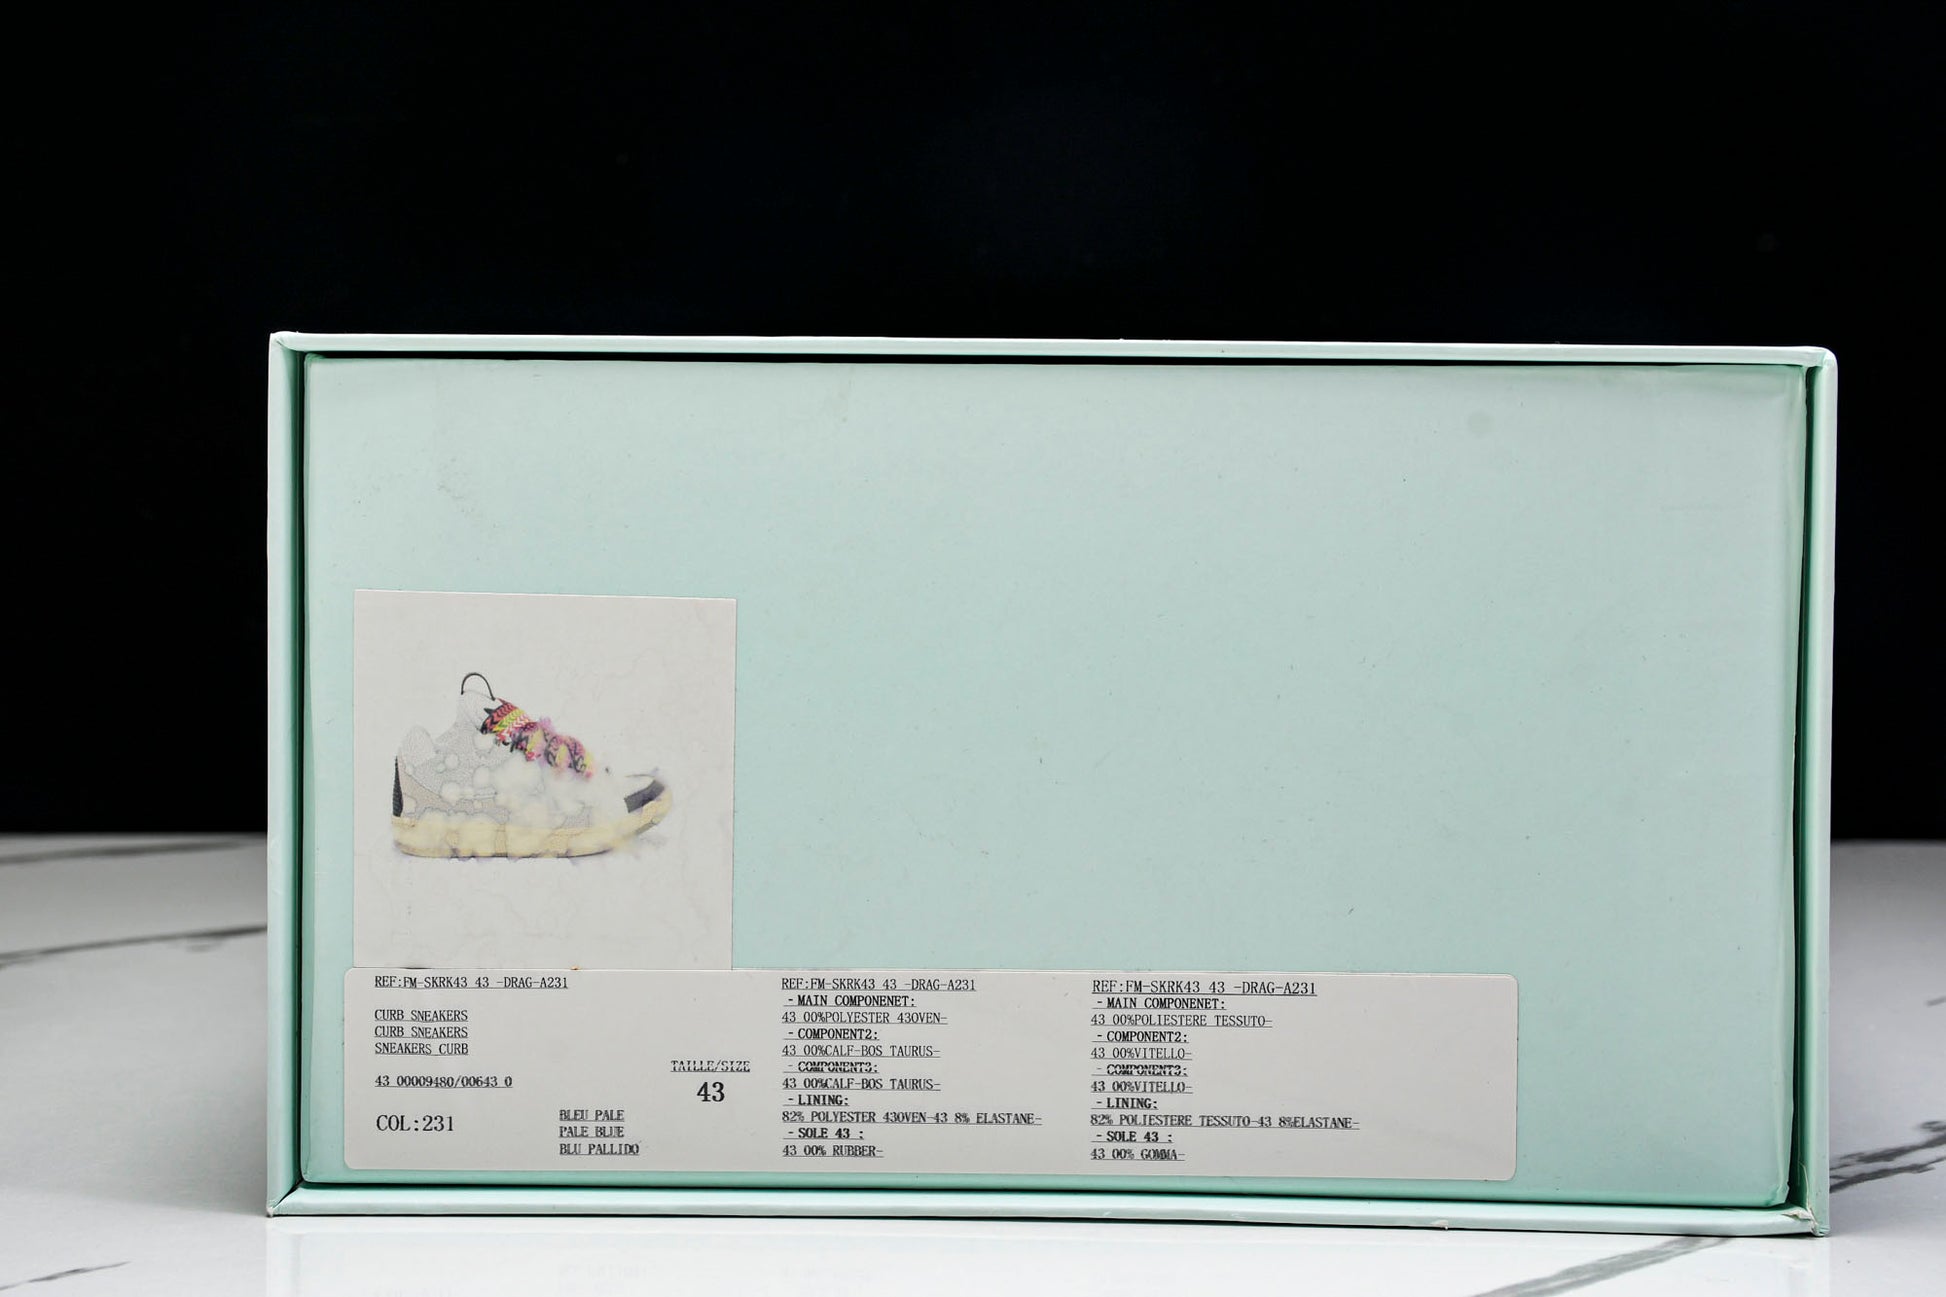 REF:FM-SKRK43 43 -DRAG-A231
CURB SNEAKERS
CURB SNEAKERS
SNEAKERS CURB
43 00009480/00643 0
COL:231
BLEU PALE
PALE BLUE
BLU PALLIDO
TAILLE/SIZE
43
REF:FM-SKRK43 43 -DRAG-A231
-MAIN COMPONENET:
43 00%POLYESTER 43OVEN-
-COMPONENT2:
43 00%CALF-BOS TAURUS-
-COMPONENT3:
43 00%CALF-BOS TAURUS-
-LINING:
82% POLYESTER 43OVEN-43 8% ELASTANE-
-SOLE 43 :
43 00% RUBBER-
REF:FM-SKRK43 43 -DRAG-A231
-MAIN COMPONENET:
43 00%POLIESTERE TESSUTO-
-COMPONENT2:
43 00%VITELLO-
-COMPONENT3:
43 00%VITELLO-
-LINING:
82% POLIESTERE TESSUTO-43 8%ELASTANE-
-SOLE 43 :
43 00% GOMMA-